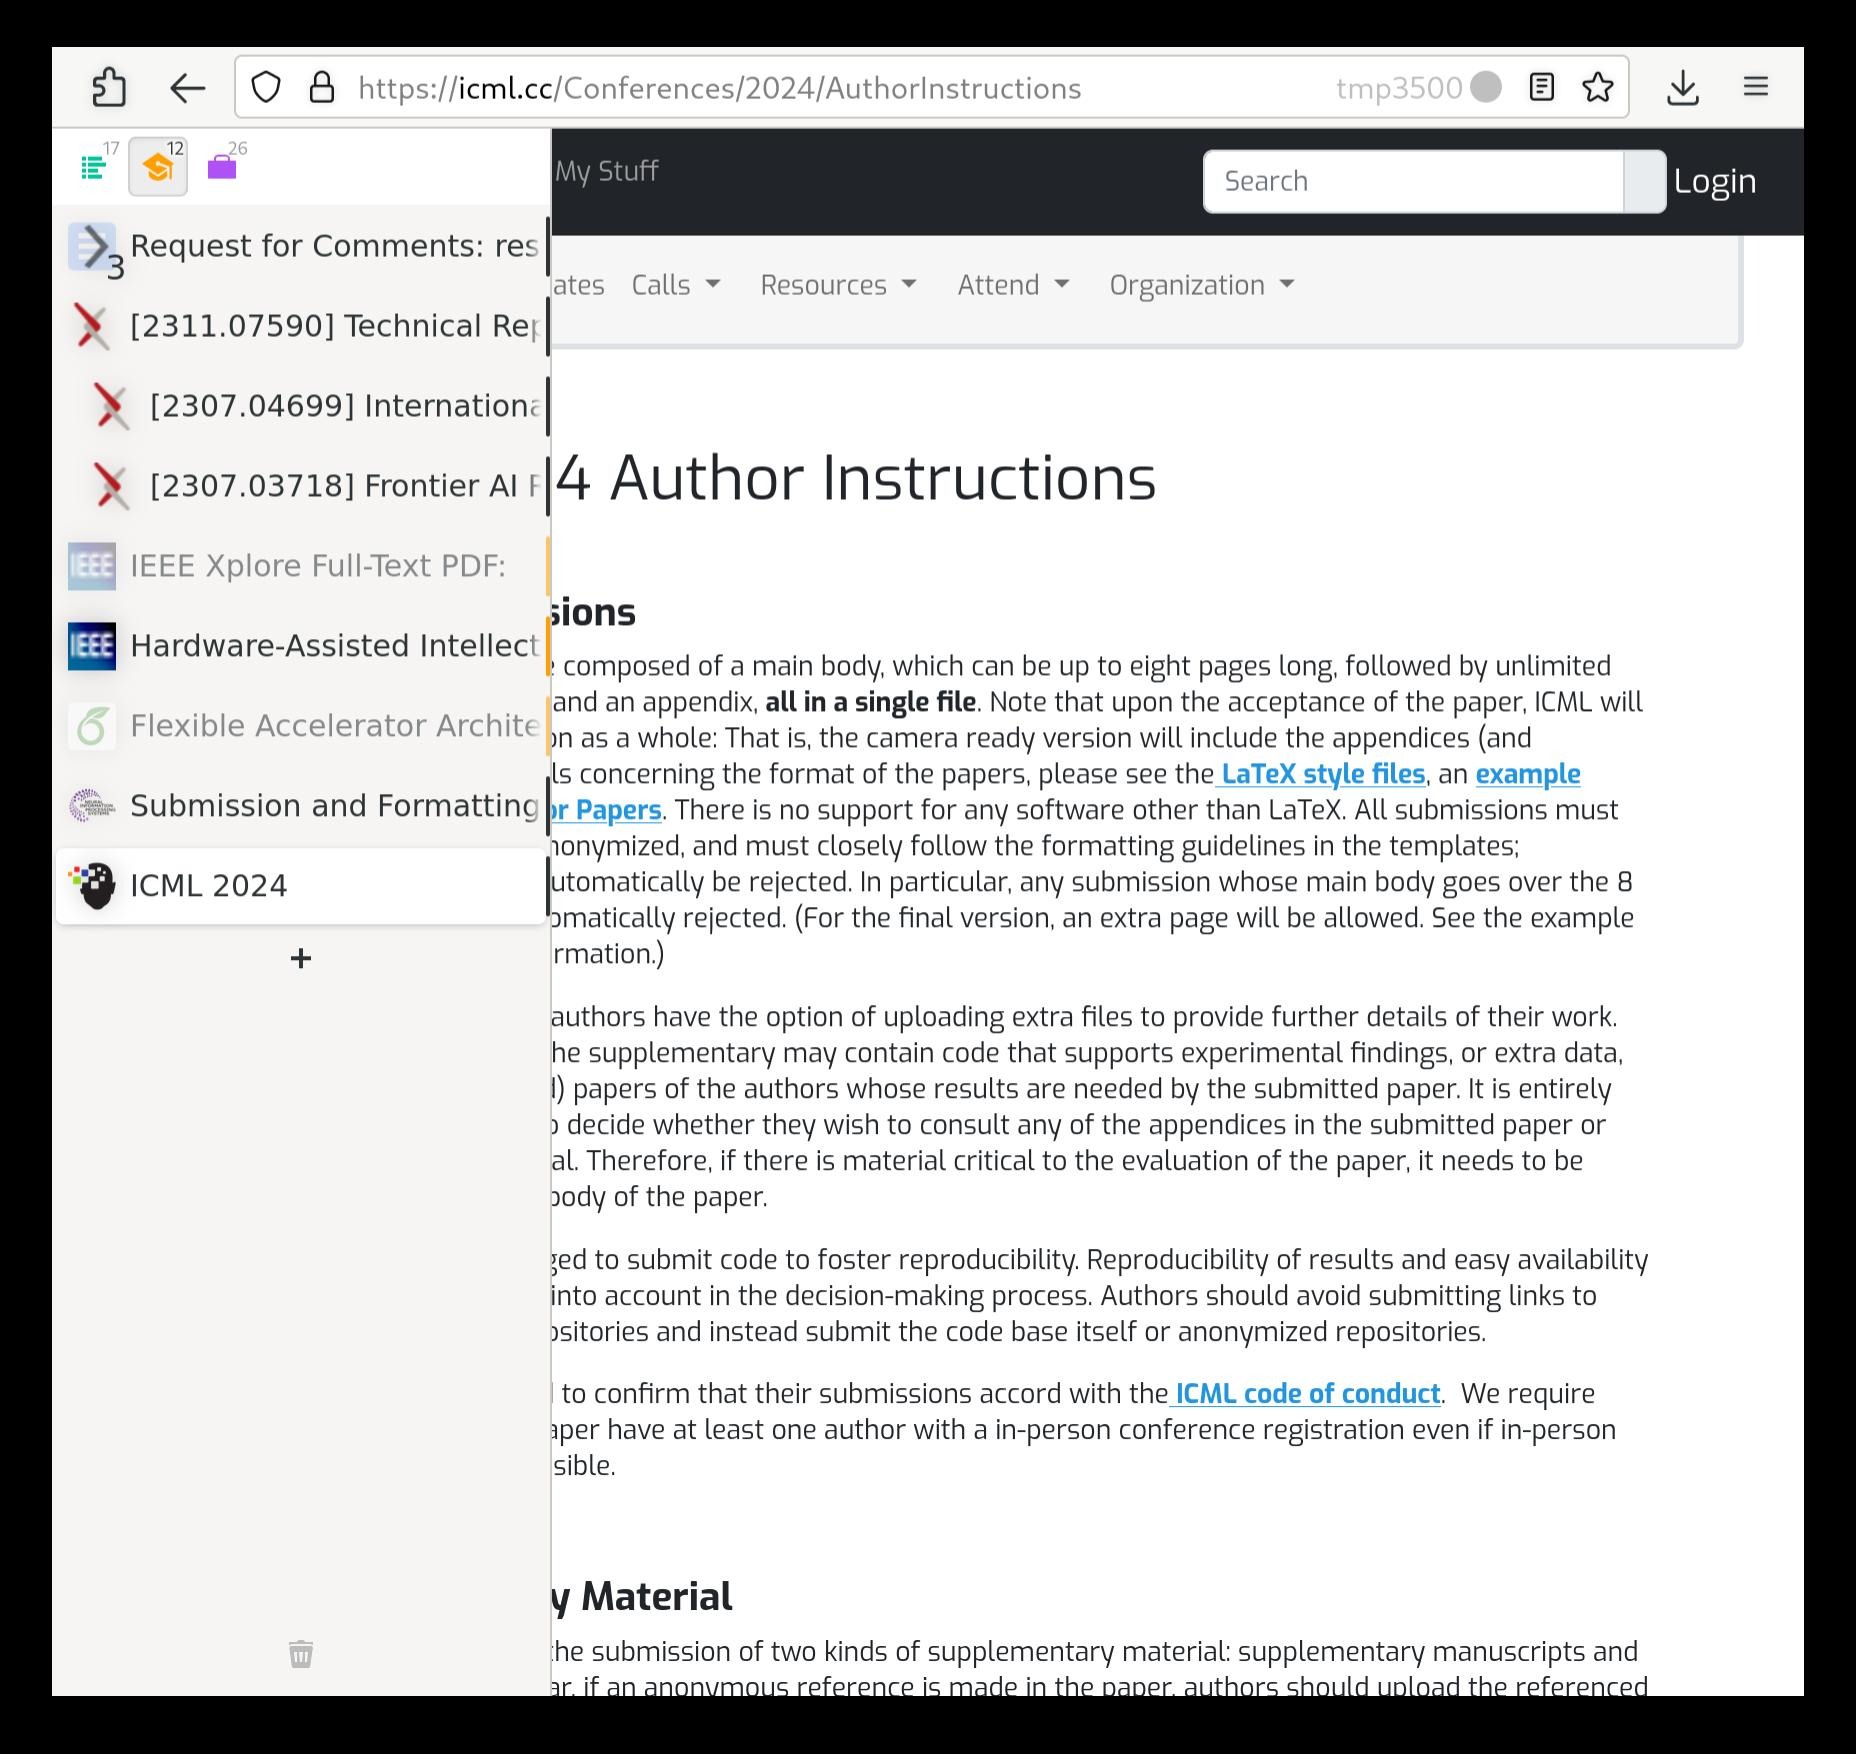 https://icml.cc/Conferences/2024/AuthorInstructions
tmp3500
17
12
26
My Stuff
Search
Login
Request for Comments: res
3
[2311.07590] Technical Rep
[2307.04699] Internationa
[2307.03718] Frontier AI
IEEE Xplore Full-Text PDF:
Hardware-Assisted Intellect
Flexible Accelerator Archite
Submission and Formatting
ICML 2024
+
ates Calls Resources Attend Organization
4 Author Instructions
sions
composed of a main body, which can be up to eight pages long, followed by unlimited
and an appendix, all in a single file. Note that upon the acceptance of the paper, ICML will
on as a whole: That is, the camera ready version will include the appendices (and
ls concerning the format of the papers, please see the LaTeX style files, an example
or Papers. There is no support for any software other than LaTeX. All submissions must
nonymized, and must closely follow the formatting guidelines in the templates;
utomatically be rejected. In particular, any submission whose main body goes over the 8
omatically rejected. (For the final version, an extra page will be allowed. See the example
rmation.)
authors have the option of uploading extra files to provide further details of their work.
he supplementary may contain code that supports experimental findings, or extra data,
d) papers of the authors whose results are needed by the submitted paper. It is entirely
o decide whether they wish to consult any of the appendices in the submitted paper or
al. Therefore, if there is material critical to the evaluation of the paper, it needs to be
body of the paper.
ged to submit code to foster reproducibility. Reproducibility of results and easy availability
into account in the decision-making process. Authors should avoid submitting links to
ositories and instead submit the code base itself or anonymized repositories.
to confirm that their submissions accord with the ICML code of conduct. We require
aper have at least one author with a in-person conference registration even if in-person
sible.
y Material
the submission of two kinds of supplementary material: supplementary manuscripts and
ar, if an anonymous reference is made in the paper, authors should upload the referenced